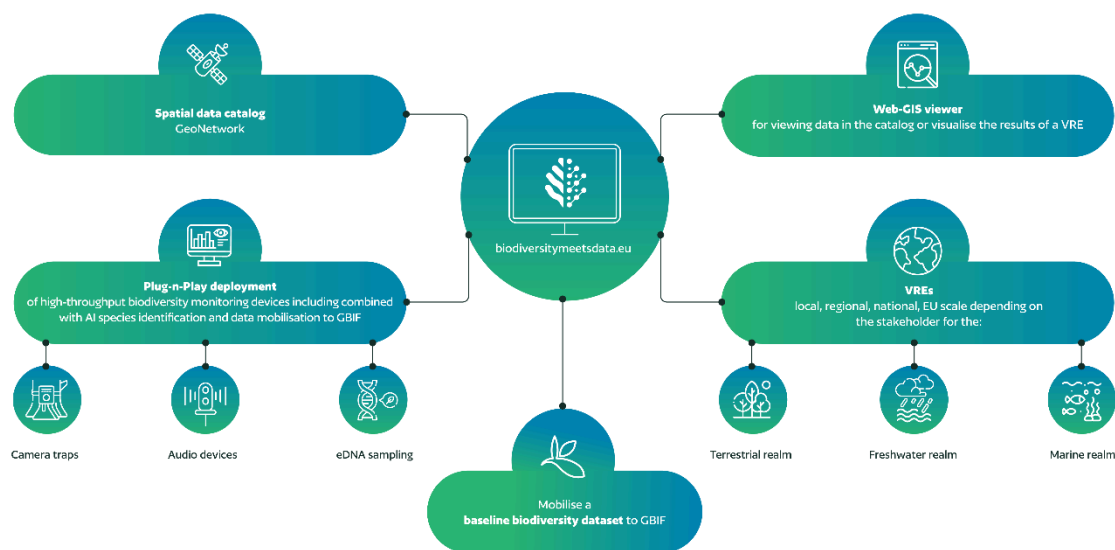 Spatial data catalog
GeoNetwork
Web-GIS viewer
for viewing data in the catalog or visualise the results of a VRE
biodiversitymeetsdata.eu
Plug-n-Play deployment
of high-throughput biodiversity monitoring devices including combined
with AI species identification and data mobilisation to GBIF
VREs
local, regional, national, EU scale depending on
the stakeholder for the:
Camera traps
Audio devices
eDNA sampling
Terrestrial realm
Freshwater realm
Marine realm
Mobilise a
baseline biodiversity dataset to GBIF